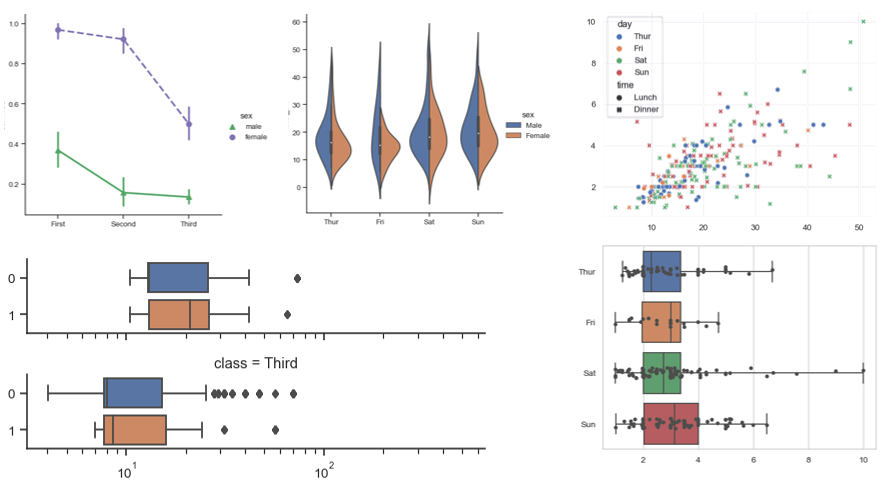 1.0
0.8
0.6
0.4
0.2
First
Second
Third
sex
male
female
60
50
40
30
20
10
0
Thur
Fri
Sat
Sun
sex
Male
Female
10
8
6
4
2
day
Thur
Fri
Sat
Sun
time
Lunch
Dinner
10
20
30
40
50
0
1
class = Third
0
1
10¹
10²
Thur
Fri
Sat
Sun
2
4
6
8
10